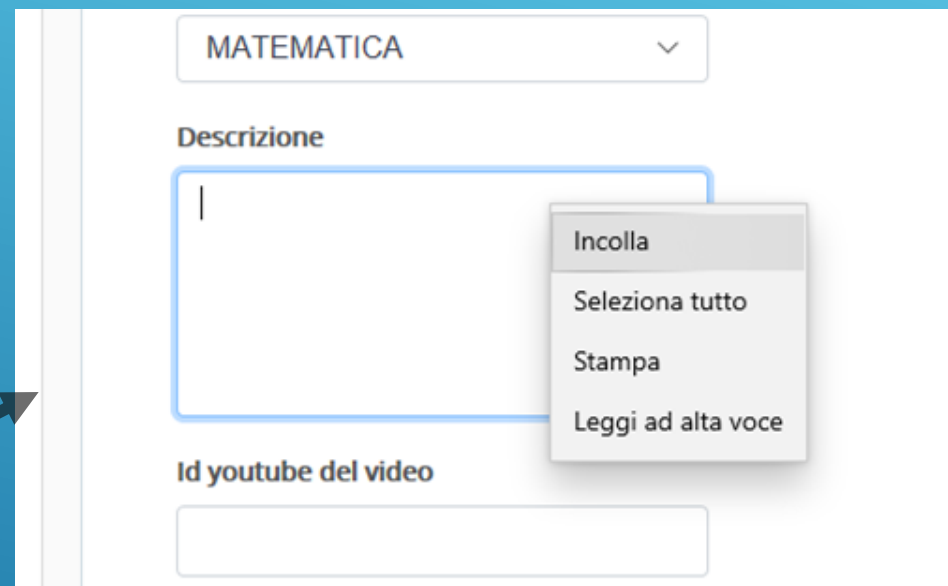 MATEMATICA
Descrizione
Incolla
Seleziona tutto
Stampa
Leggi ad alta voce
Id youtube del video